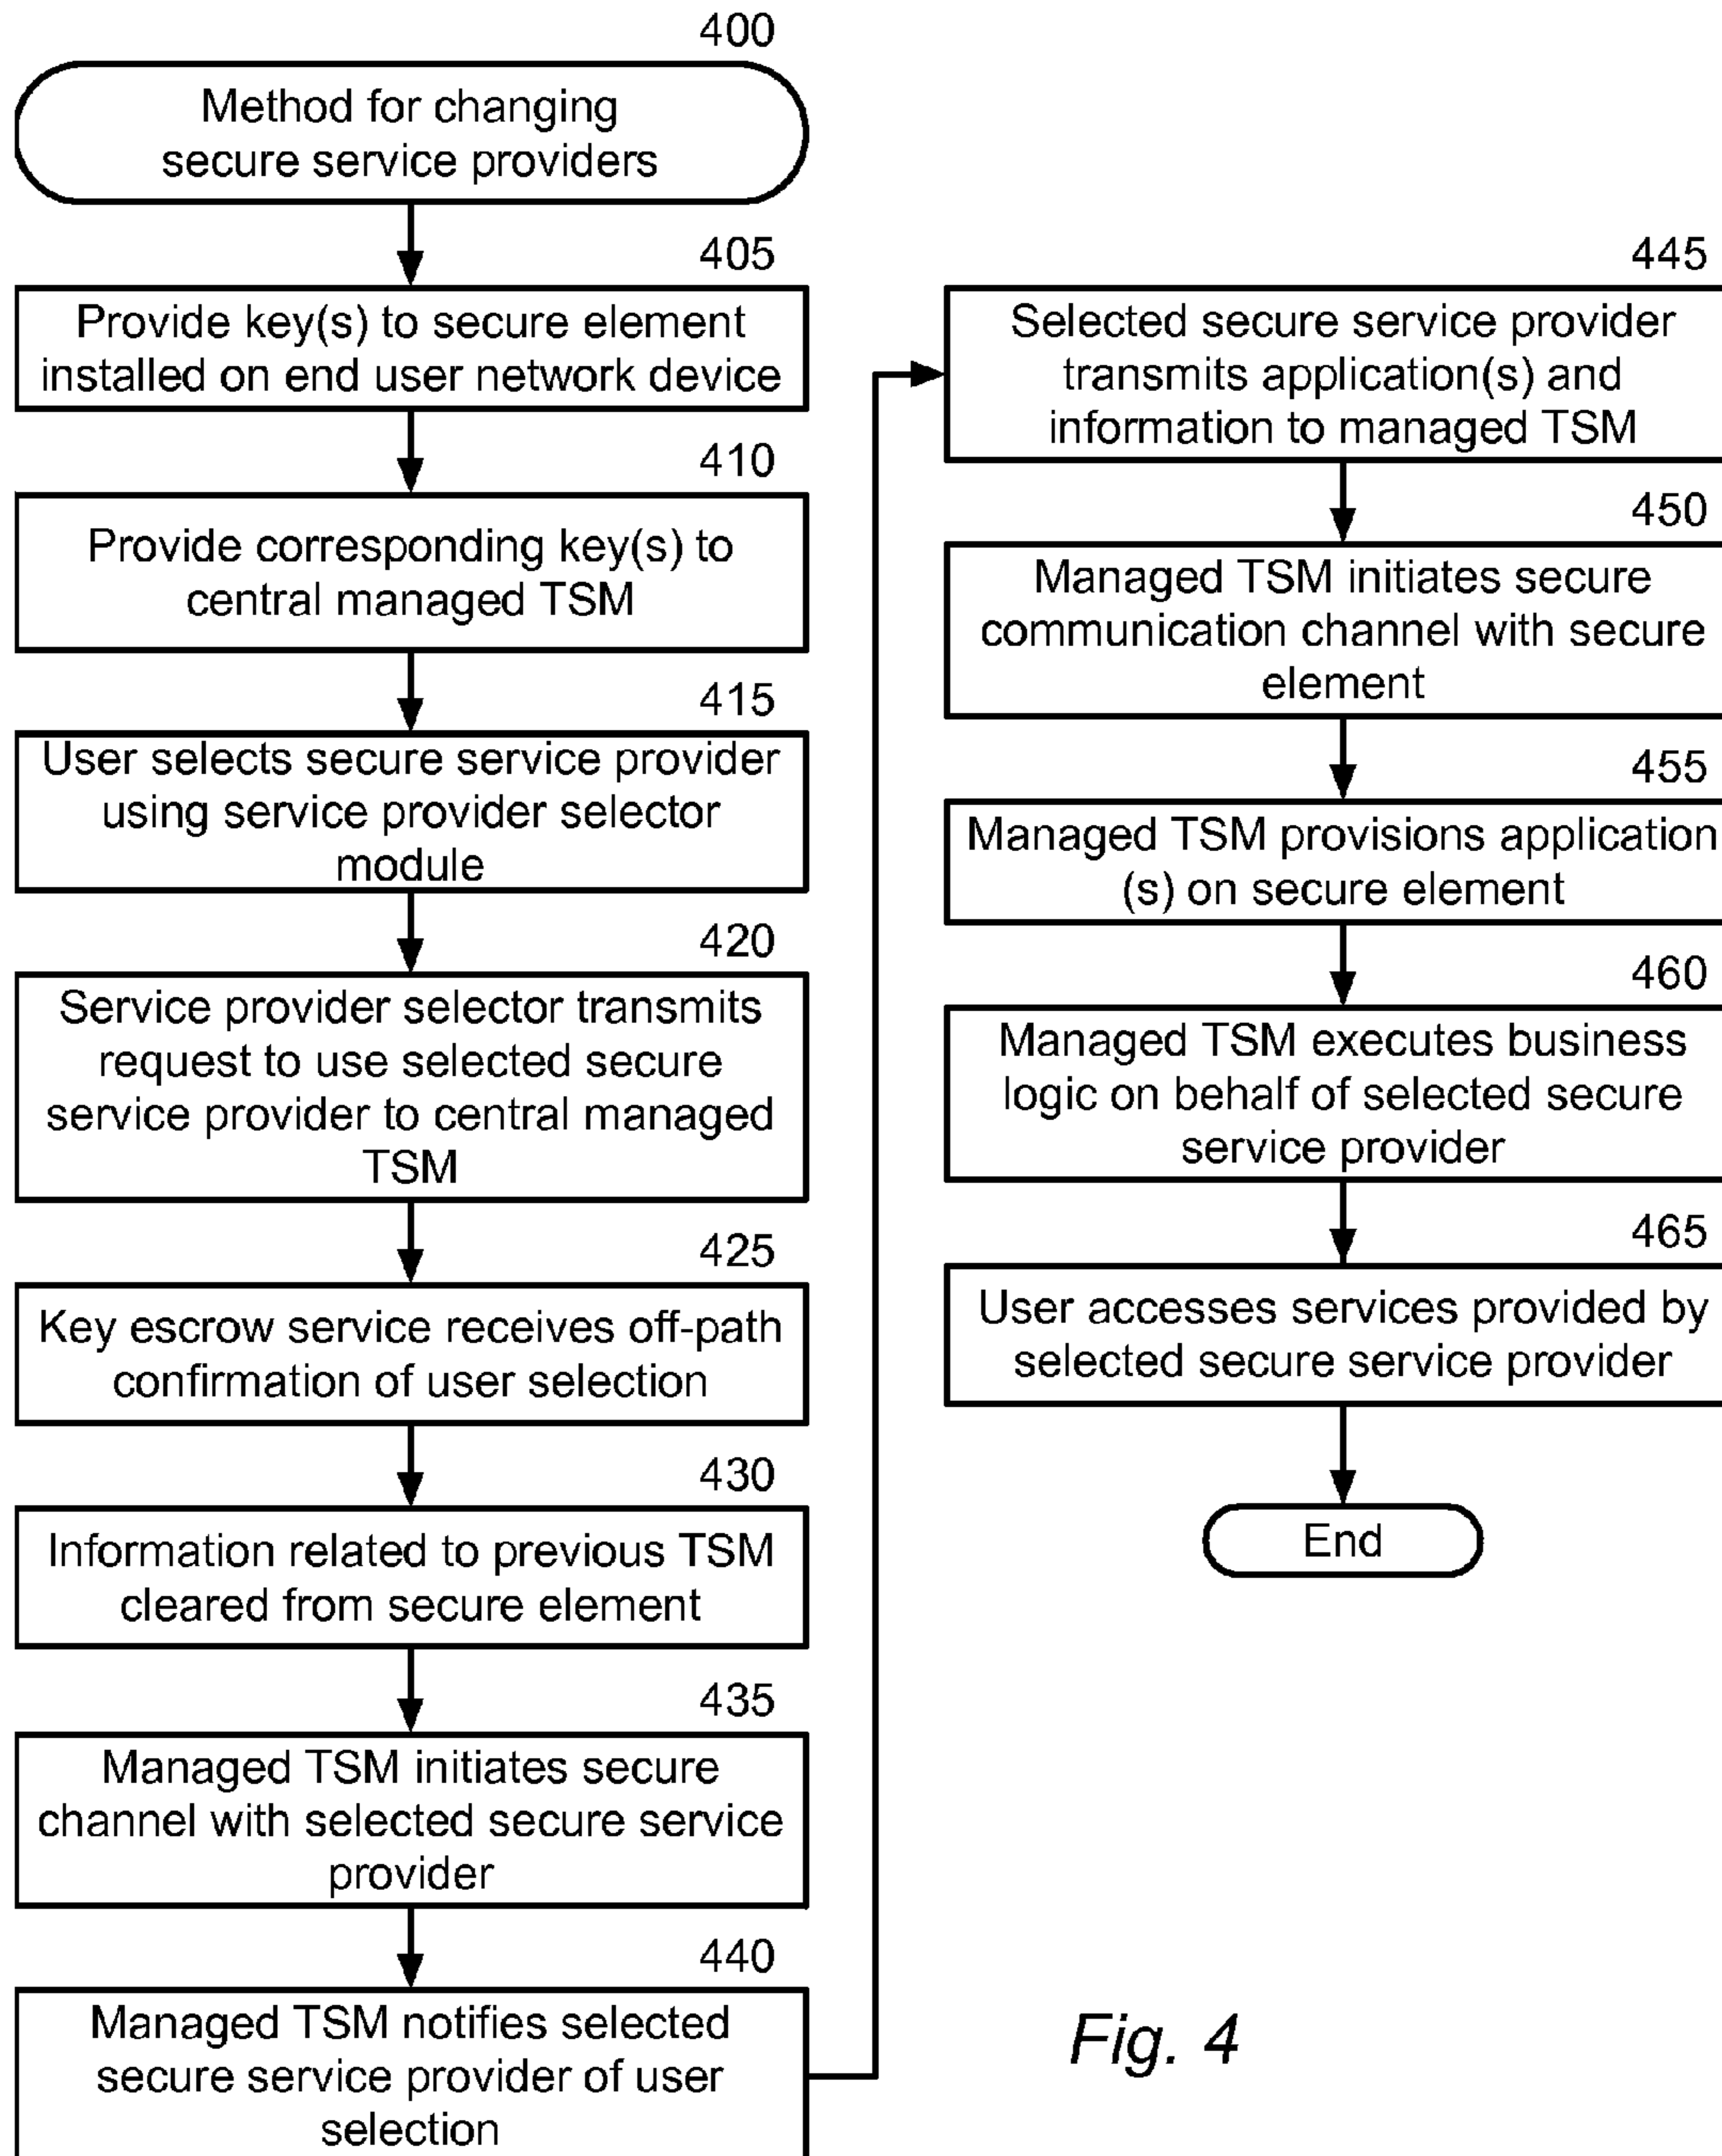 400
Method for changing
secure service providers
405
Provide key(s) to secure element
installed on end user network device
410
Provide corresponding key(s) to
central managed TSM
415
User selects secure service provider
using service provider selector
module
420
Service provider selector transmits
request to use selected secure
service provider to central managed
TSM
425
Key escrow service receives off-path
confirmation of user selection
430
Information related to previous TSM
cleared from secure element
435
Managed TSM initiates secure
channel with selected secure service
provider
440
Managed TSM notifies selected
secure service provider of user
selection
445
Selected secure service provider
transmits application(s) and
information to managed TSM
450
Managed TSM initiates secure
communication channel with secure
element
455
Managed TSM provisions application
(s) on secure element
460
Managed TSM executes business
logic on behalf of selected secure
service provider
465
User accesses services provided by
selected secure service provider
End
Fig. 4